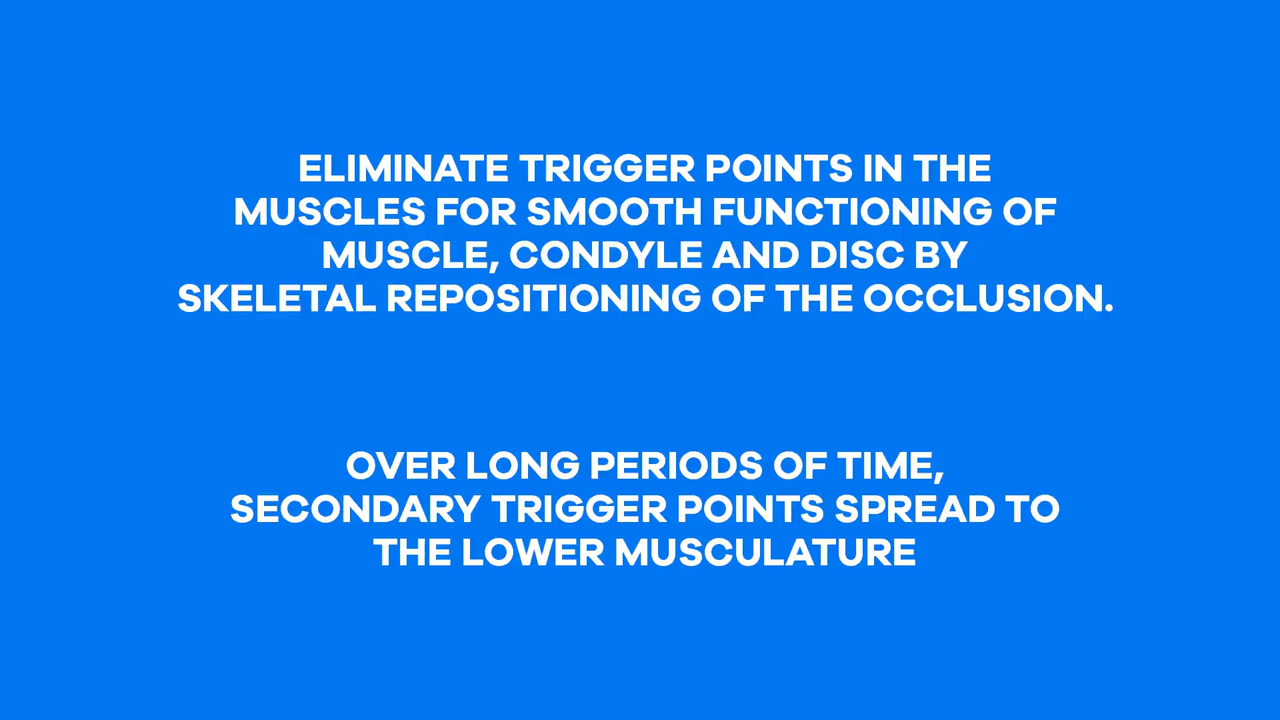 ELIMINATE TRIGGER POINTS IN THE
MUSCLES FOR SMOOTH FUNCTIONING OF
MUSCLE, CONDYLE AND DISC BY
SKELETAL REPOSITIONING OF THE OCCLUSION.
OVER LONG PERIODS OF TIME,
SECONDARY TRIGGER POINTS SPREAD TO
THE LOWER MUSCULATURE